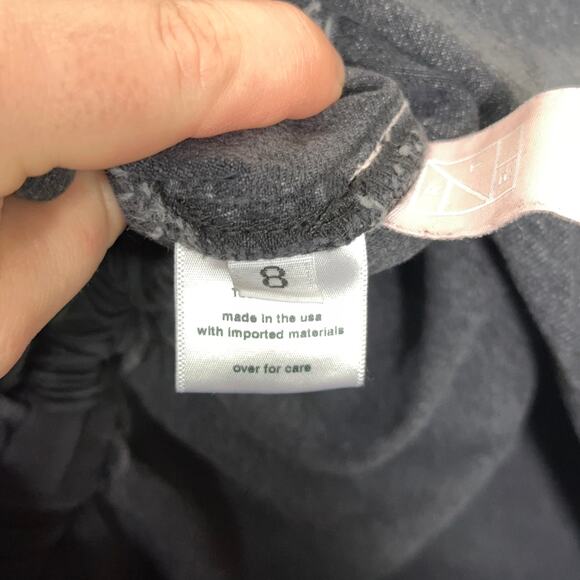 8
made in the usa
with imported materials
over for care